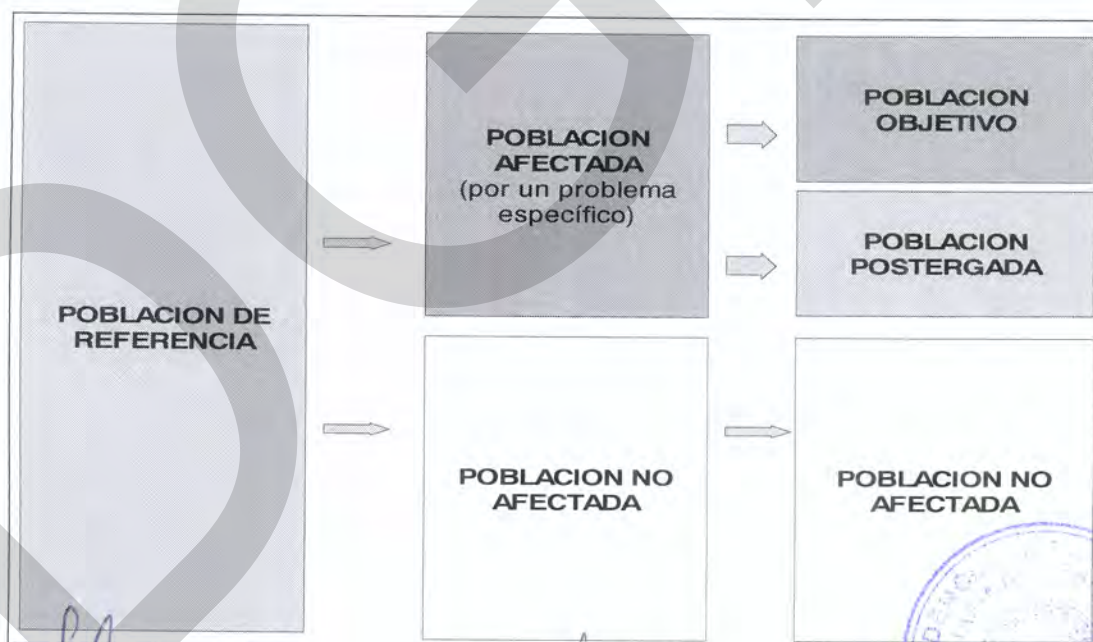 POBLACION DE
REFERENCIA
POBLACION
AFECTADA
(por un problema
específico)
POBLACION NO
AFECTADA
POBLACION
OBJETIVO
POBLACION
POSTERGADA
POBLACION NO
AFECTADA